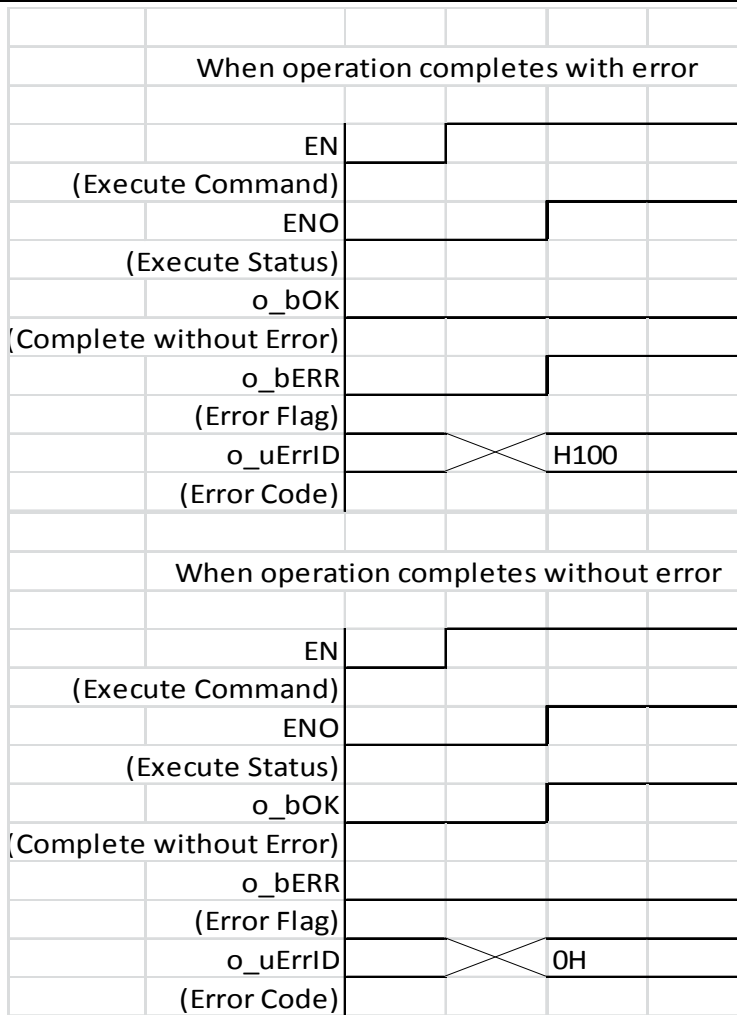 When operation completes with error
EN
(Execute Command)
ENO
(Execute Status)
o_bOK
(Complete without Error)
o_bERR
(Error Flag)
o_uErrID H100
(Error Code)
When operation completes without error
EN
(Execute Command)
ENO
(Execute Status)
o_bOK
(Complete without Error)
o_bERR
(Error Flag)
o_uErrID 0H
(Error Code)